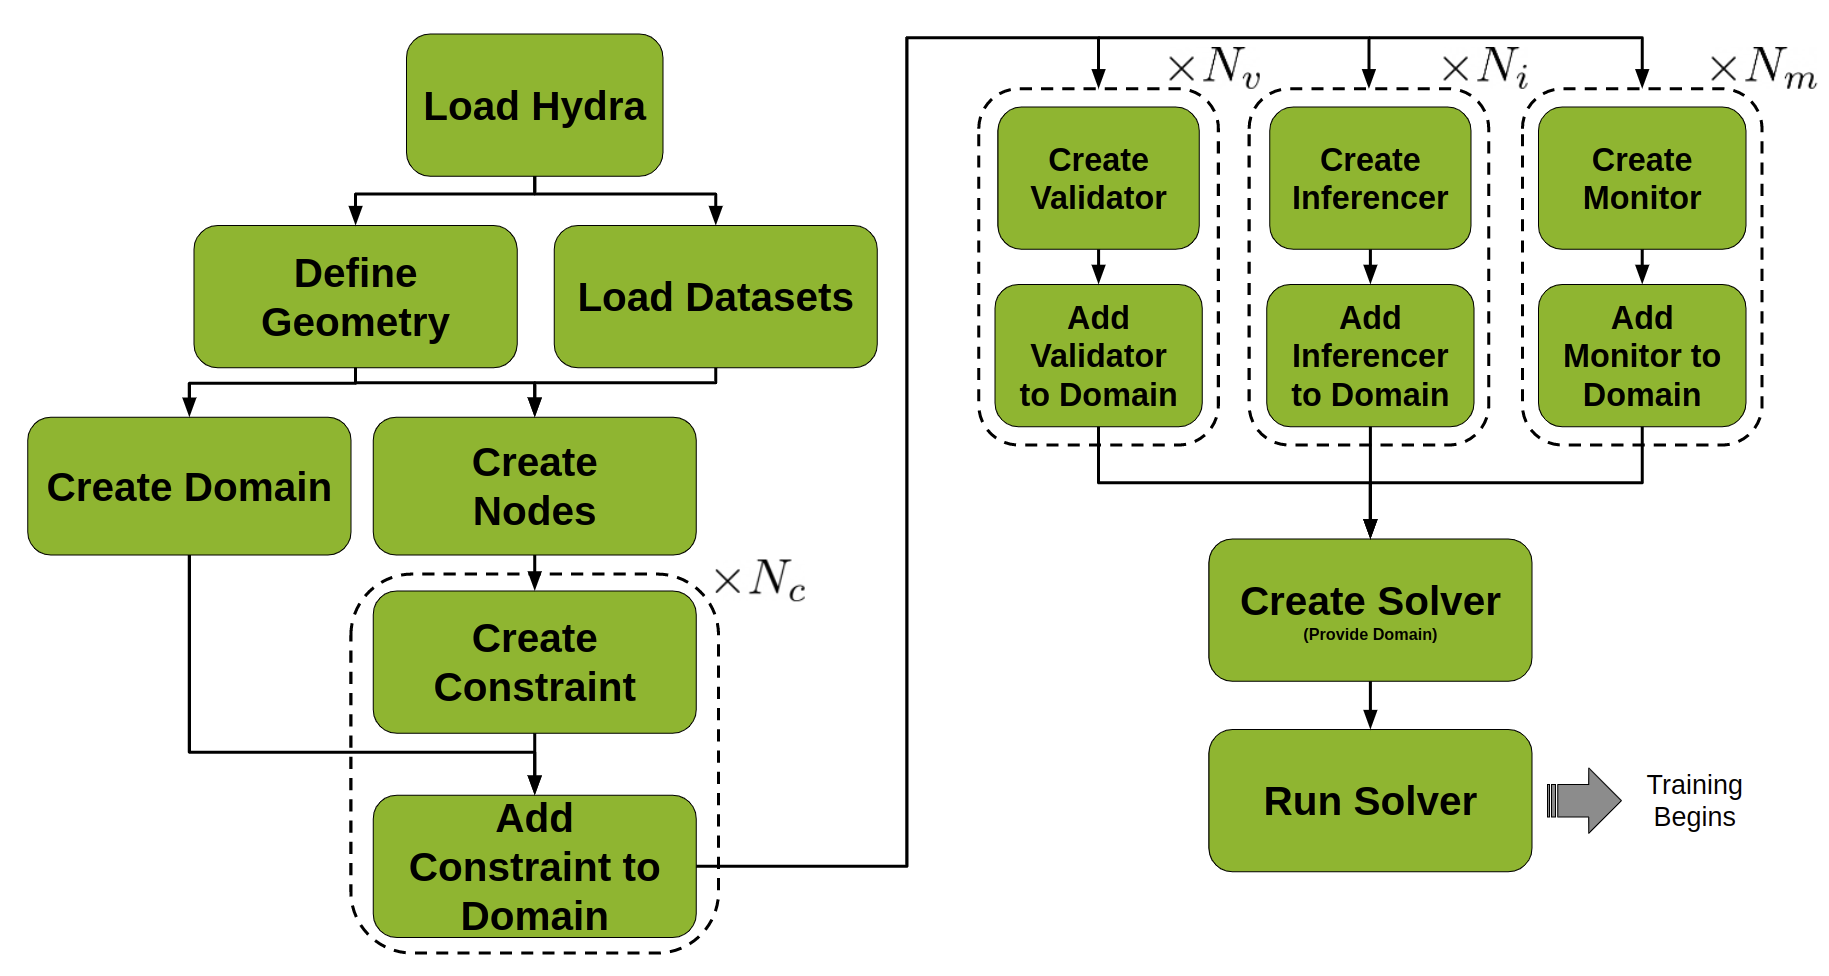 Load Hydra
Define
Geometry
Load Datasets
Create Domain
Create
Nodes
×N_c
Create
Constraint
Add
Constraint to
Domain
×N_v
Create
Validator
Add
Validator
to Domain
×N_i
Create
Inferencer
Add
Inferencer
to Domain
×N_m
Create
Monitor
Add
Monitor to
Domain
Create Solver
(Provide Domain)
Run Solver
Training
Begins